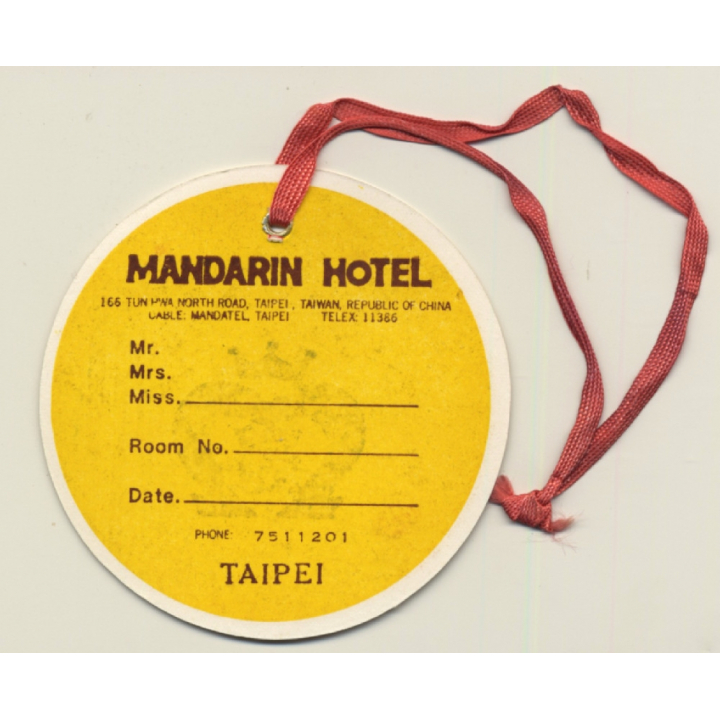 MANDARIN HOTEL
166 TUN HWA NORTH ROAD, TAIPEI, TAIWAN, REPUBLIC OF CHINA
CABLE: MANDATEL, TAIPEI TELEX: 11386
Mr.
Mrs.
Miss.
Room No.
Date.
PHONE: 7511201
TAIPEI